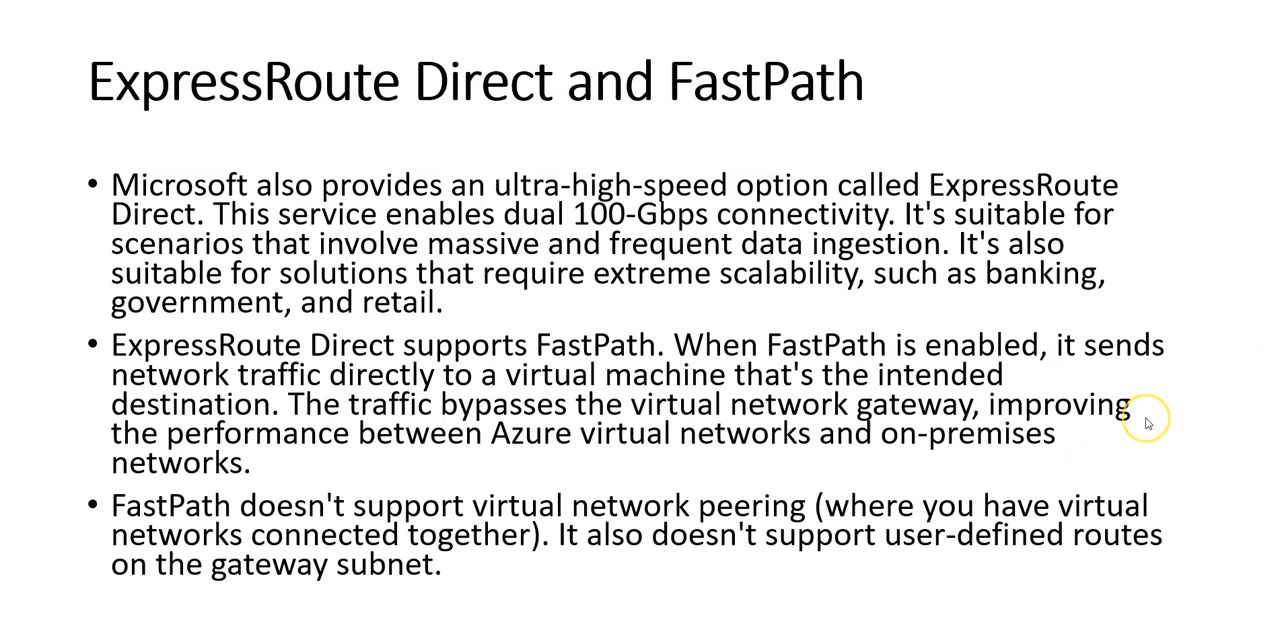 ExpressRoute Direct and FastPath
• Microsoft also provides an ultra-high-speed option called ExpressRoute
Direct. This service enables dual 100-Gbps connectivity. It's suitable for
scenarios that involve massive and frequent data ingestion. It's also
suitable for solutions that require extreme scalability, such as banking,
government, and retail.
• ExpressRoute Direct supports FastPath. When FastPath is enabled, it sends
network traffic directly to a virtual machine that's the intended
destination. The traffic bypasses the virtual network gateway, improving
the performance between Azure virtual networks and on-premises
networks.
• FastPath doesn't support virtual network peering (where you have virtual
networks connected together). It also doesn't support user-defined routes
on the gateway subnet.